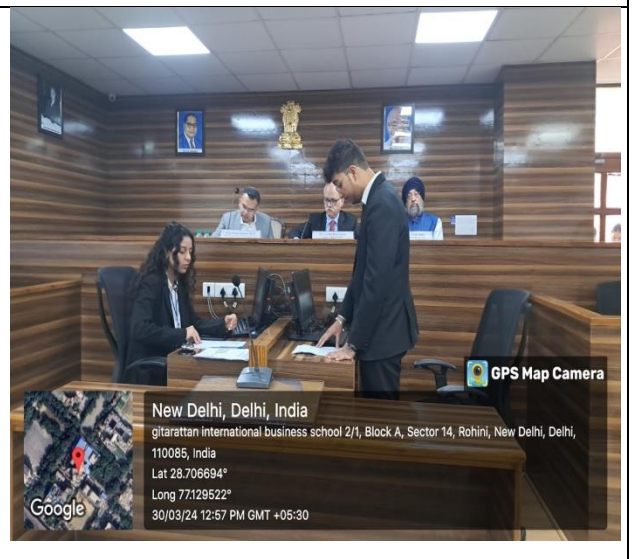 GPS Map Camera
New Delhi, Delhi, India
gitarattan international business school 2/1, Block A, Sector 14, Rohini, New Delhi, Delhi,
110085, India
Lat 28.706694°
Long 77.129522°
30/03/24 12:57 PM GMT +05:30
Google